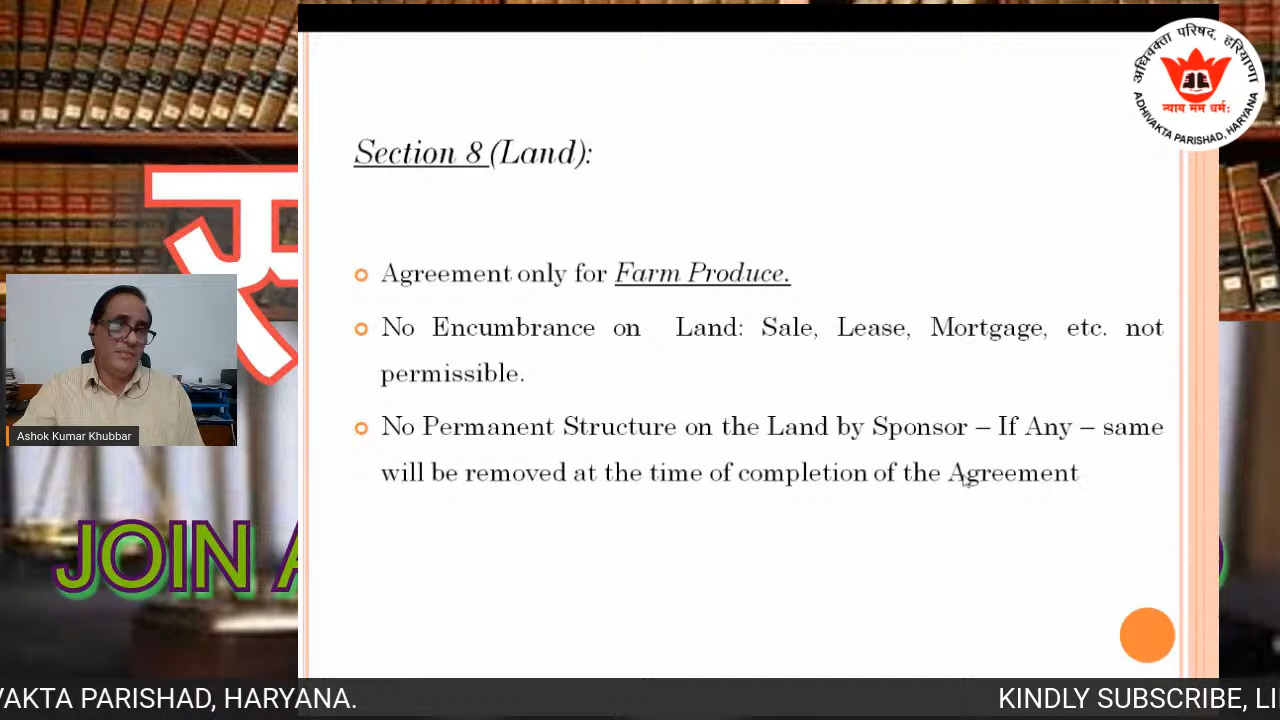 अधिवक्ता परिषद, हरियाणा
न्याय मम धर्म:
ADHIVAKTA PARISHAD, HARYANA
Section 8 (Land):
Agreement only for Farm Produce.
No Encumbrance on Land: Sale, Lease, Mortgage, etc. not
permissible.
No Permanent Structure on the Land by Sponsor – If Any – same
will be removed at the time of completion of the Agreement
Ashok Kumar Khubbar
JOIN
VAKTA PARISHAD, HARYANA.
KINDLY SUBSCRIBE, LI